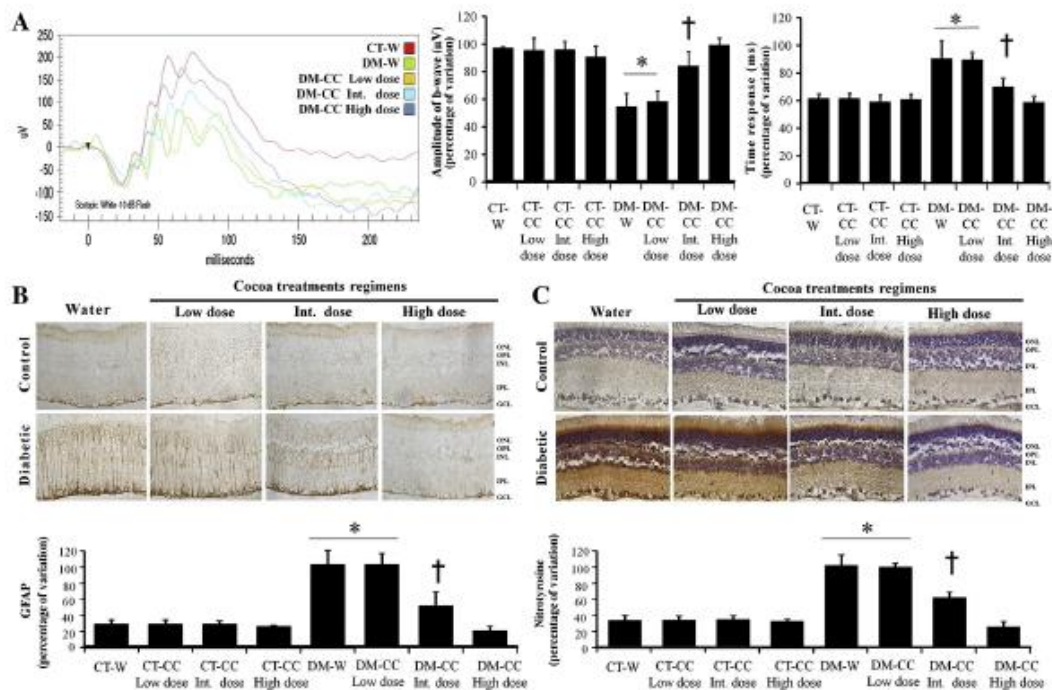 A
250
200
150
100
50
0
-50
-100
-150
uV
CT-W
DM-W
DM-CC Low dose
DM-CC Int. dose
DM-CC High dose
Scotopic White -10dB Flash
0
50
100
150
200
milliseconds
Amplitude of b-wave (nV)
(percentage of variation)
120
100
80
60
40
20
0
*
†
CT-W
CT-CC Low dose
CT-CC Int. dose
CT-CC High dose
DM-W
DM-CC Low dose
DM-CC Int. dose
DM-CC High dose
Time response (ms)
(percentage of variation)
120
100
80
60
40
20
0
*
†
CT-W
CT-CC Low dose
CT-CC Int. dose
CT-CC High dose
DM-W
DM-CC Low dose
DM-CC Int. dose
DM-CC High dose
B
Cocoa treatments regimens
Water Low dose Int. dose High dose
Control
ONL
OPL
INL
IPL
GCL
Diabetic
ONL
OPL
INL
IPL
GCL
GFAP
(percentage of variation)
120
100
80
60
40
20
0
*
†
CT-W
CT-CC Low dose
CT-CC Int. dose
CT-CC High dose
DM-W
DM-CC Low dose
DM-CC Int. dose
DM-CC High dose
C
Cocoa treatments regimens
Water Low dose Int. dose High dose
Control
ONL
OPL
INL
IPL
GCL
Diabetic
ONL
OPL
INL
IPL
GCL
Nitrotyrosine
(percentage of variation)
120
100
80
60
40
20
0
*
†
CT-W
CT-CC Low dose
CT-CC Int. dose
CT-CC High dose
DM-W
DM-CC Low dose
DM-CC Int. dose
DM-CC High dose